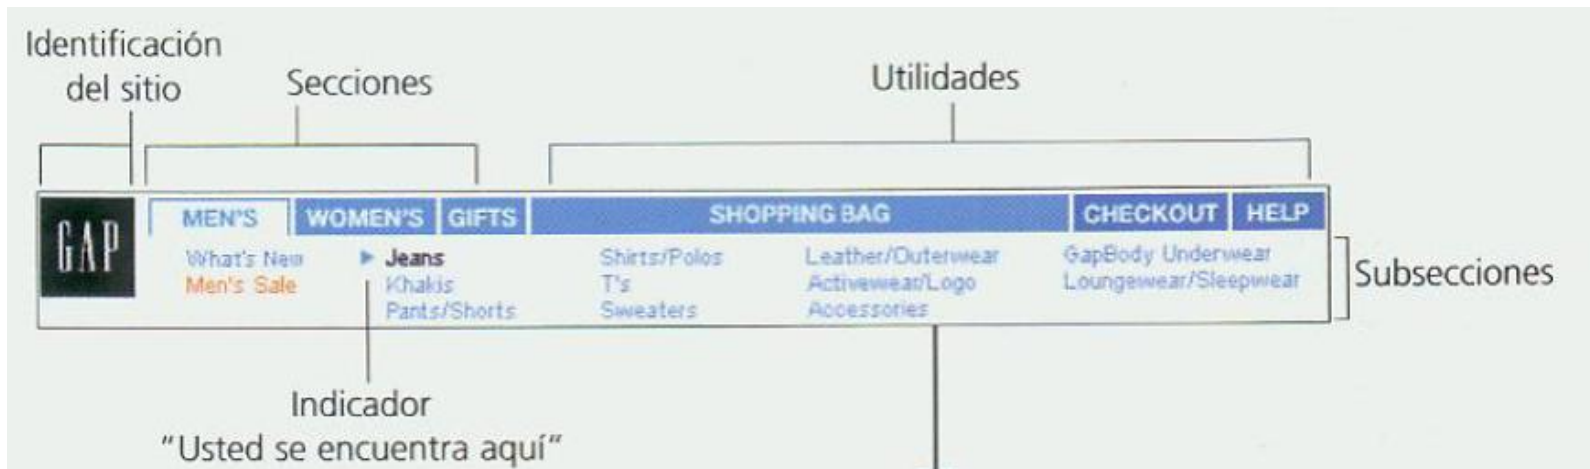 Identificación
del sitio
Secciones
Utilidades
GAP
MEN'S WOMEN'S GIFTS SHOPPING BAG CHECKOUT HELP
What's New Jeans Shirts/Polos Leather/Outerwear GapBody Underwear
Men's Sale Khakis T's Activewear/Logo Loungewear/Sleepwear
Pants/Shorts Sweaters Accessories
Subsecciones
Indicador
"Usted se encuentra aquí"